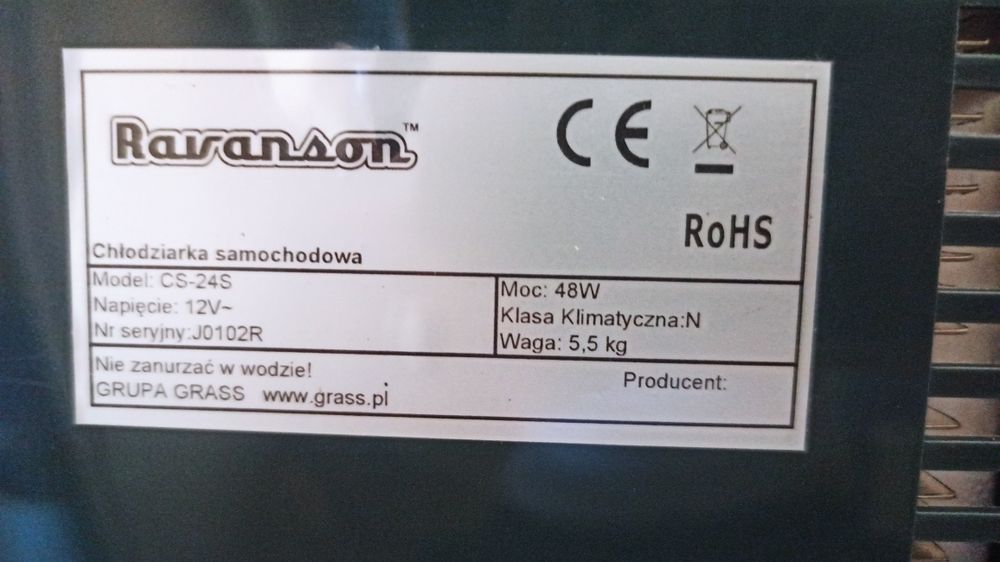 Ravanson™
CE
RoHS
Chłodziarka samochodowa
Model: CS-24S
Napięcie: 12V~
Nr seryjny:J0102R
Moc: 48W
Klasa Klimatyczna:N
Waga: 5,5 kg
Nie zanurzać w wodzie!
GRUPA GRASS www.grass.pl
Producent: